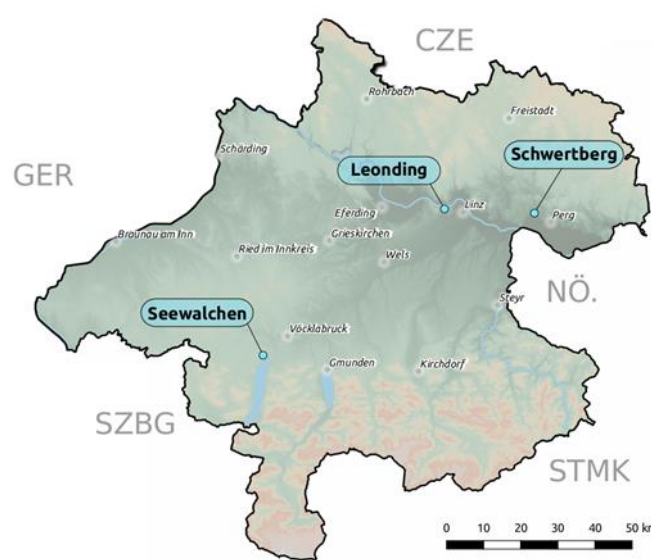 CZE
Rohrbach
Freistadt
Schärding
Schwertberg
Leonding
GER
Eferding
Linz
Perg
Braunau am Inn
Ried im Innkreis
Grieskirchen
Wels
NÖ.
Steyr
Seewalchen
Vöcklabruck
Gmunden
Kirchdorf
SZBG
STMK
0 10 20 30 40 50 km